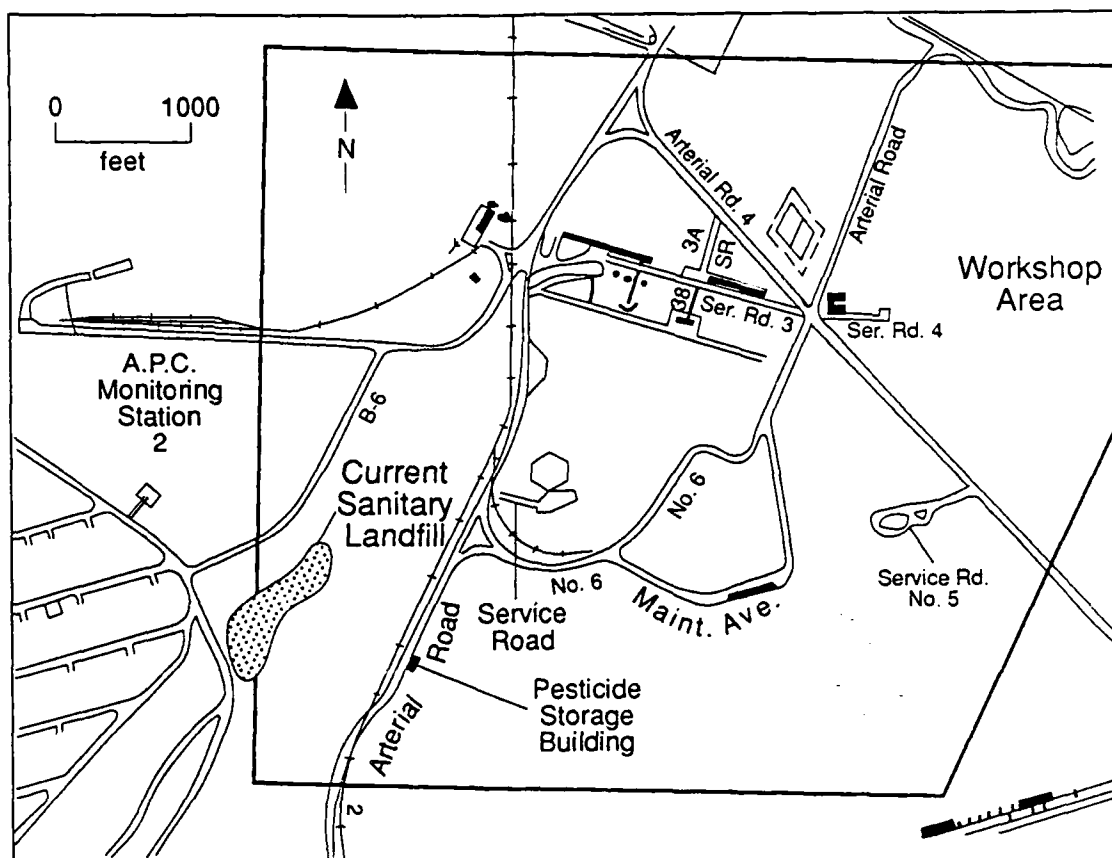 0 1000
feet
N
Arterial Rd. 4
Arterial Road
3A
SR
Workshop
Area
38
Ser. Rd. 3
Ser. Rd. 4
A.P.C.
Monitoring
Station
2
B-6
Current
Sanitary
Landfill
No. 6
No. 6
Maint. Ave.
Service Rd.
No. 5
Service
Road
Arterial Road
Pesticide
Storage
Building
2